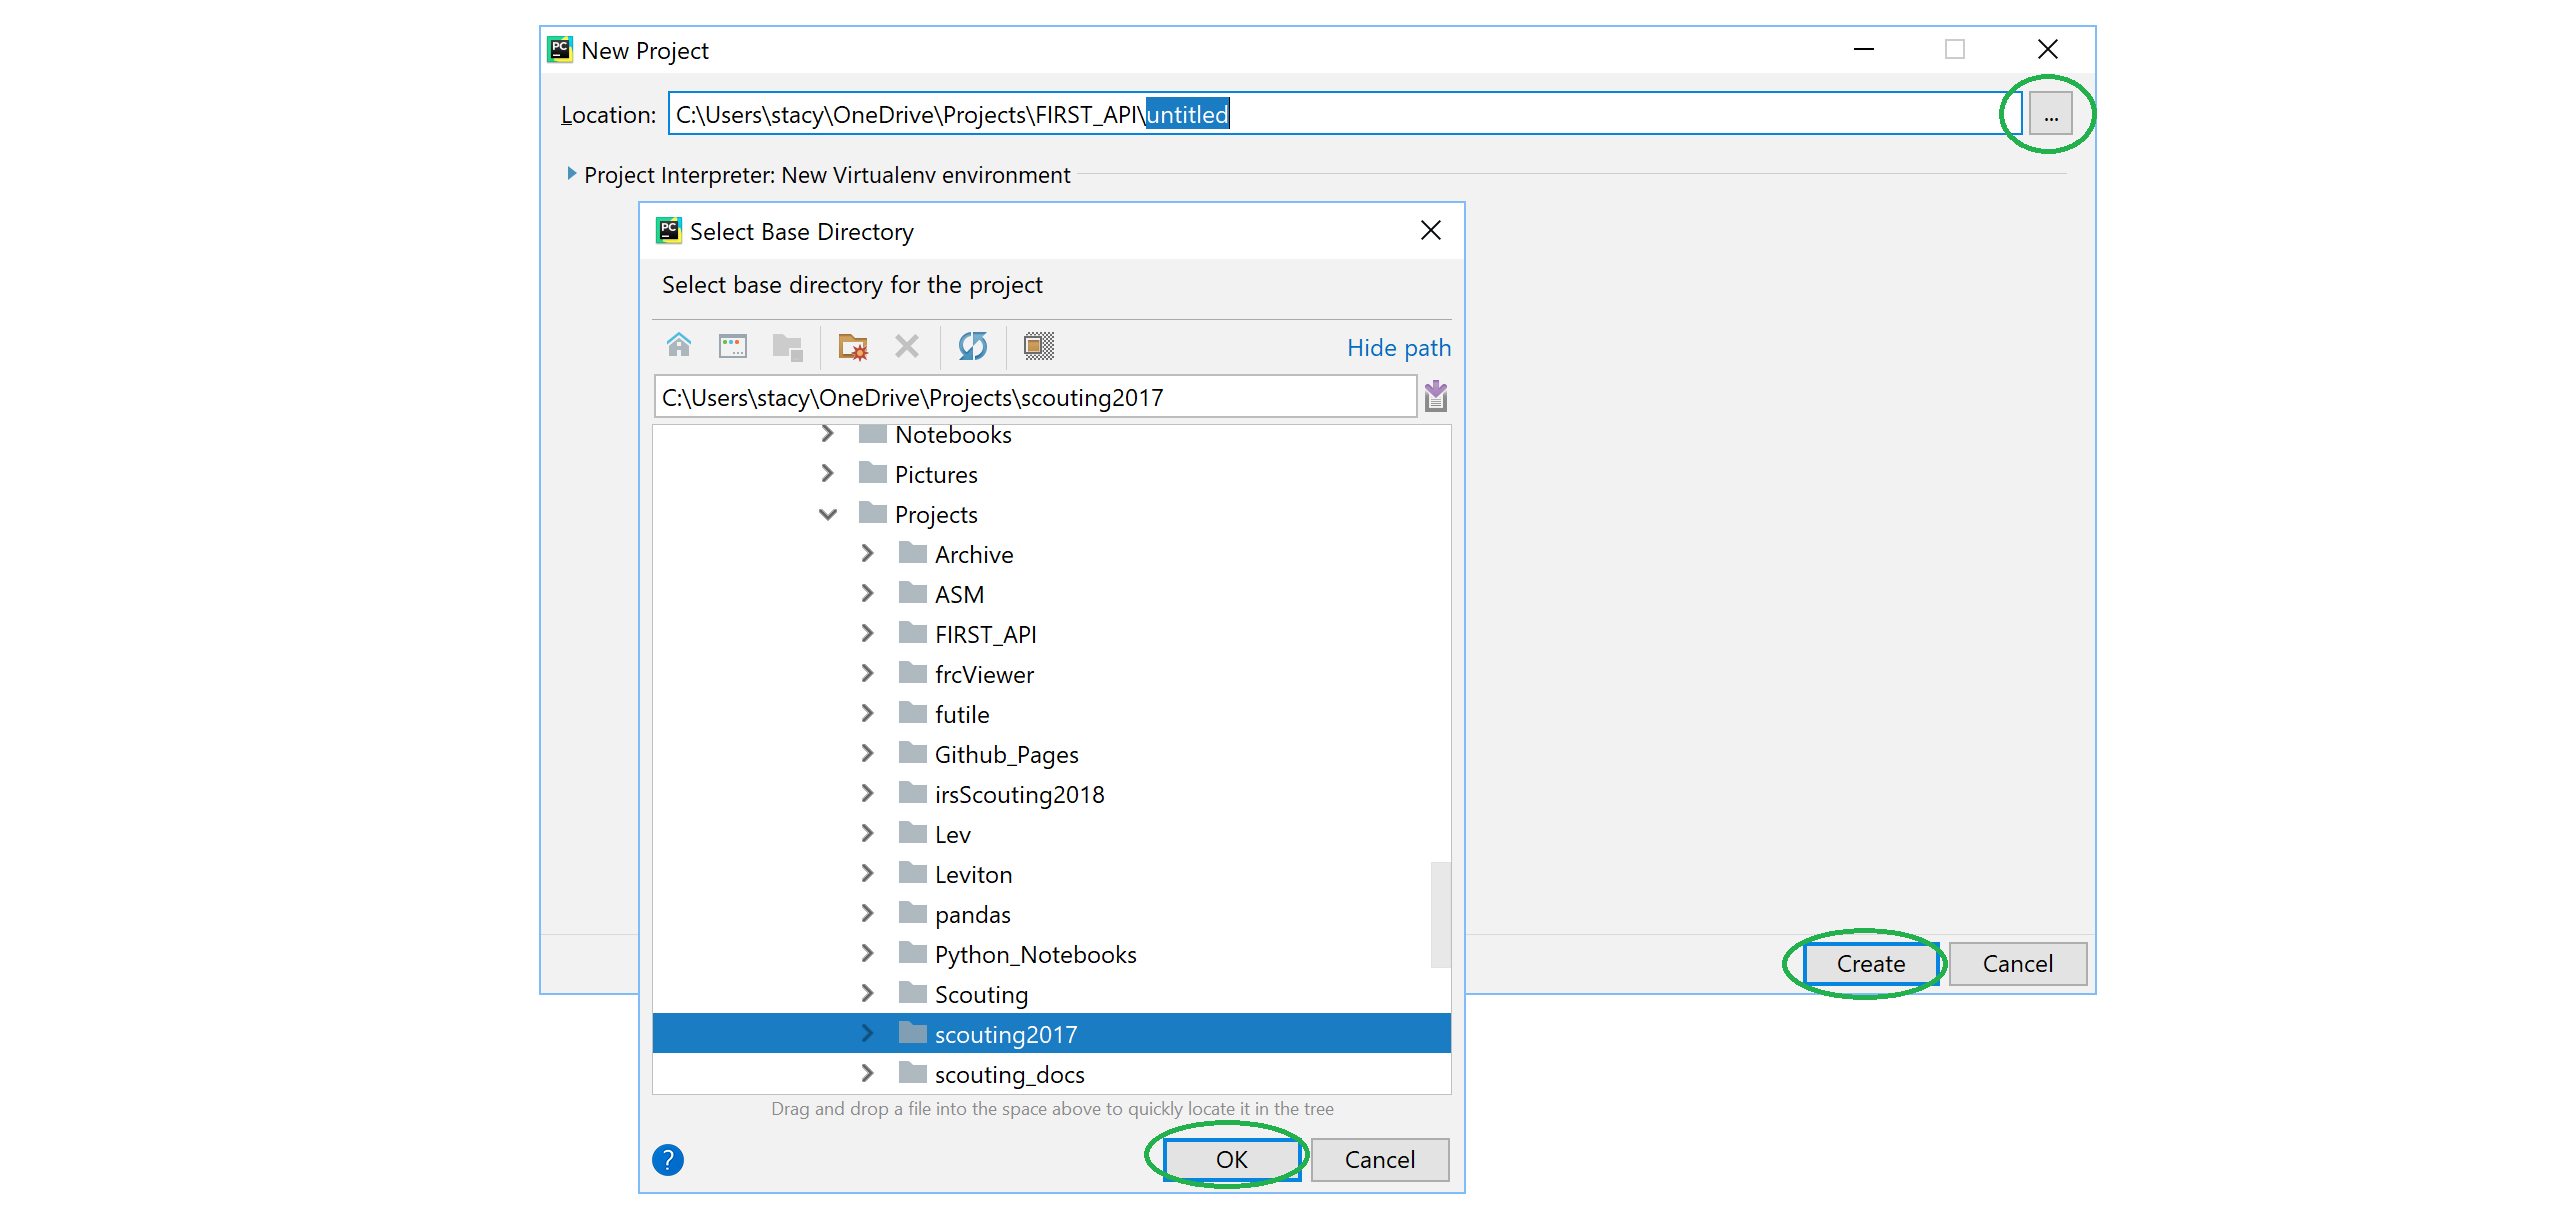 PC New Project
Location: C:\Users\stacy\OneDrive\Projects\FIRST_API\untitled ...
Project Interpreter: New Virtualenv environment
PC Select Base Directory
Select base directory for the project
Hide path
C:\Users\stacy\OneDrive\Projects\scouting2017
Notebooks
Pictures
Projects
Archive
ASM
FIRST_API
frcViewer
futile
Github_Pages
irsScouting2018
Lev
Leviton
pandas
Python_Notebooks
Scouting
scouting2017
scouting_docs
Drag and drop a file into the space above to quickly locate it in the tree
? OK Cancel
Create Cancel